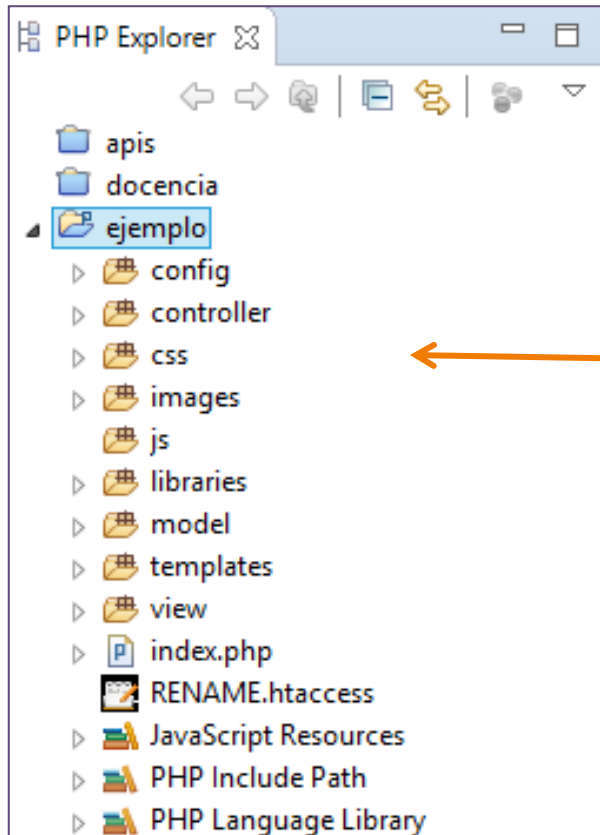 PHP Explorer
apis
docencia
ejemplo
config
controller
css
images
js
libraries
model
templates
view
index.php
RENAME.htaccess
JavaScript Resources
PHP Include Path
PHP Language Library